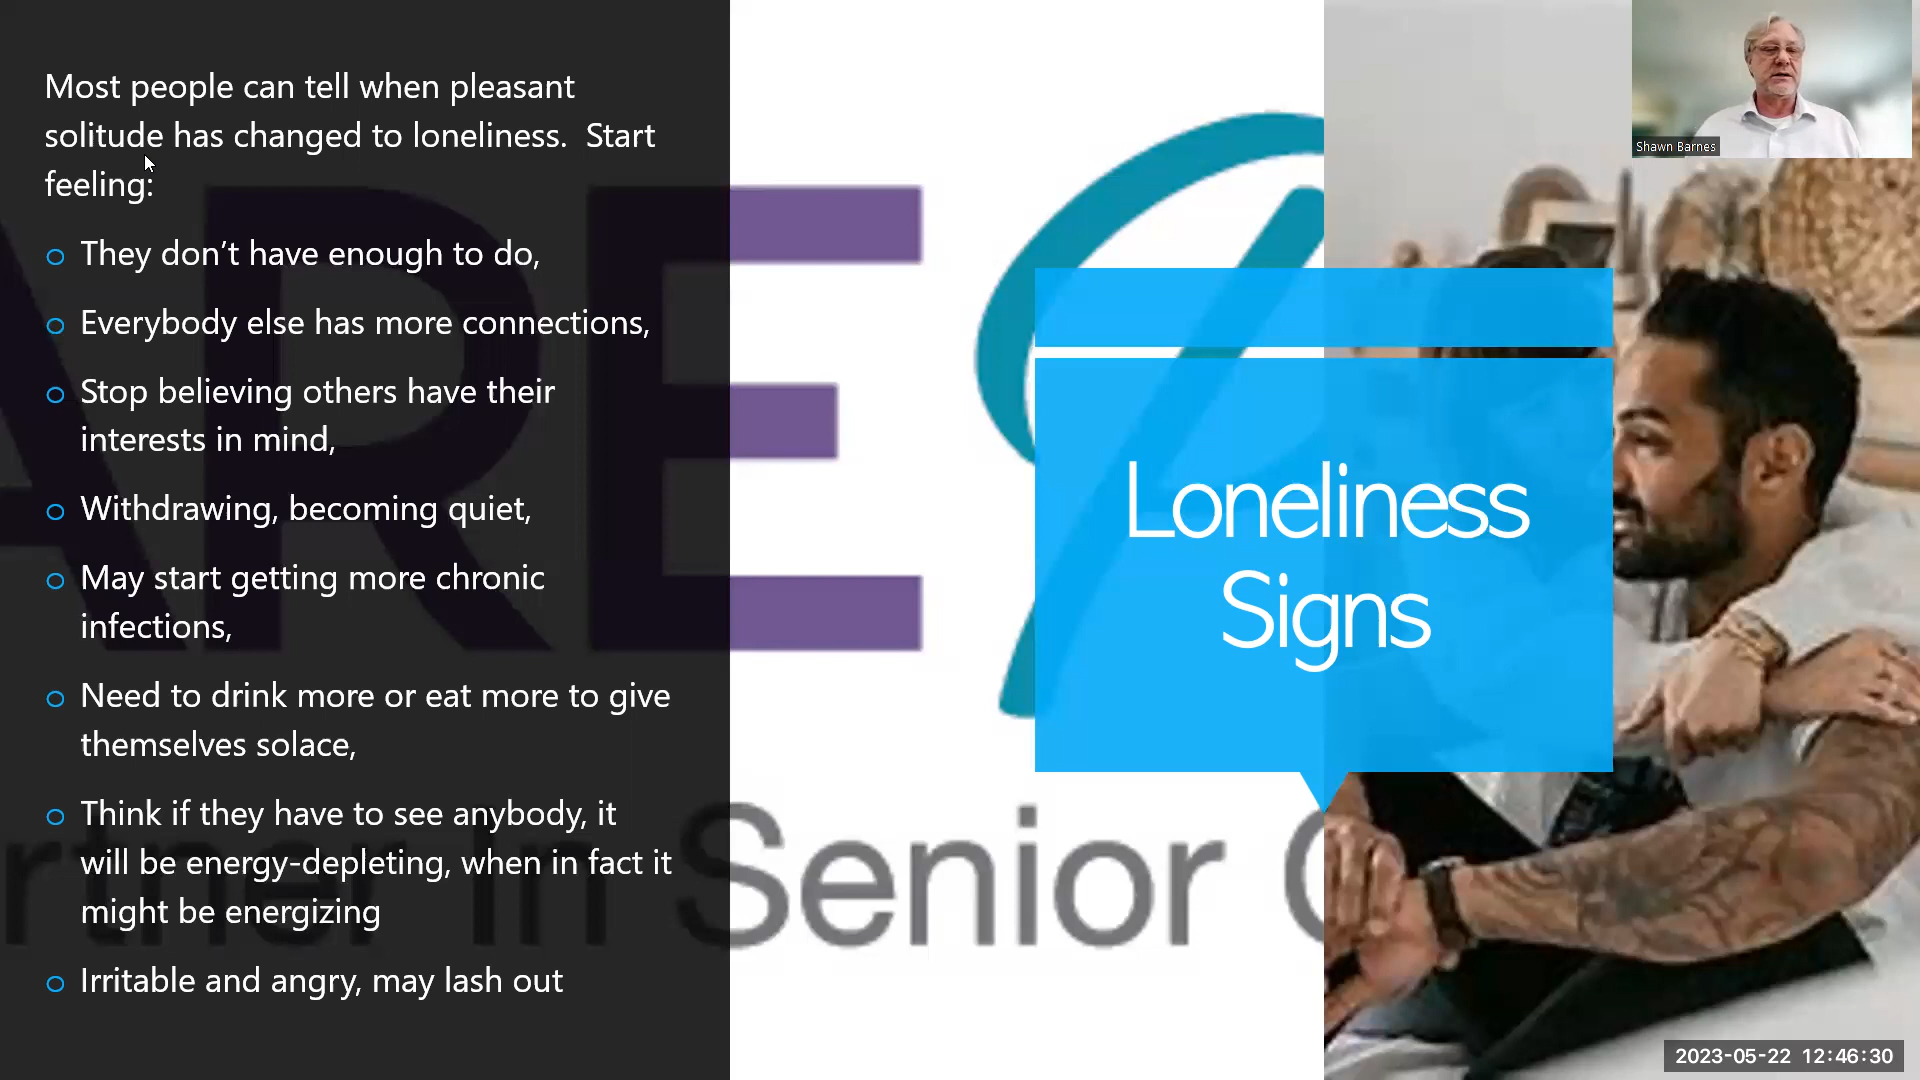 Most people can tell when pleasant
solitude has changed to loneliness.  Start
feeling:
o They don’t have enough to do,
o Everybody else has more connections,
o Stop believing others have their
interests in mind,
o Withdrawing, becoming quiet,
o May start getting more chronic
infections,
o Need to drink more or eat more to give
themselves solace,
o Think if they have to see anybody, it
will be energy-depleting, when in fact it
might be energizing
o Irritable and angry, may lash out
ARE
rtner in Senior C
Loneliness
Signs
Shawn Barnes
2023-05-22 12:46:30